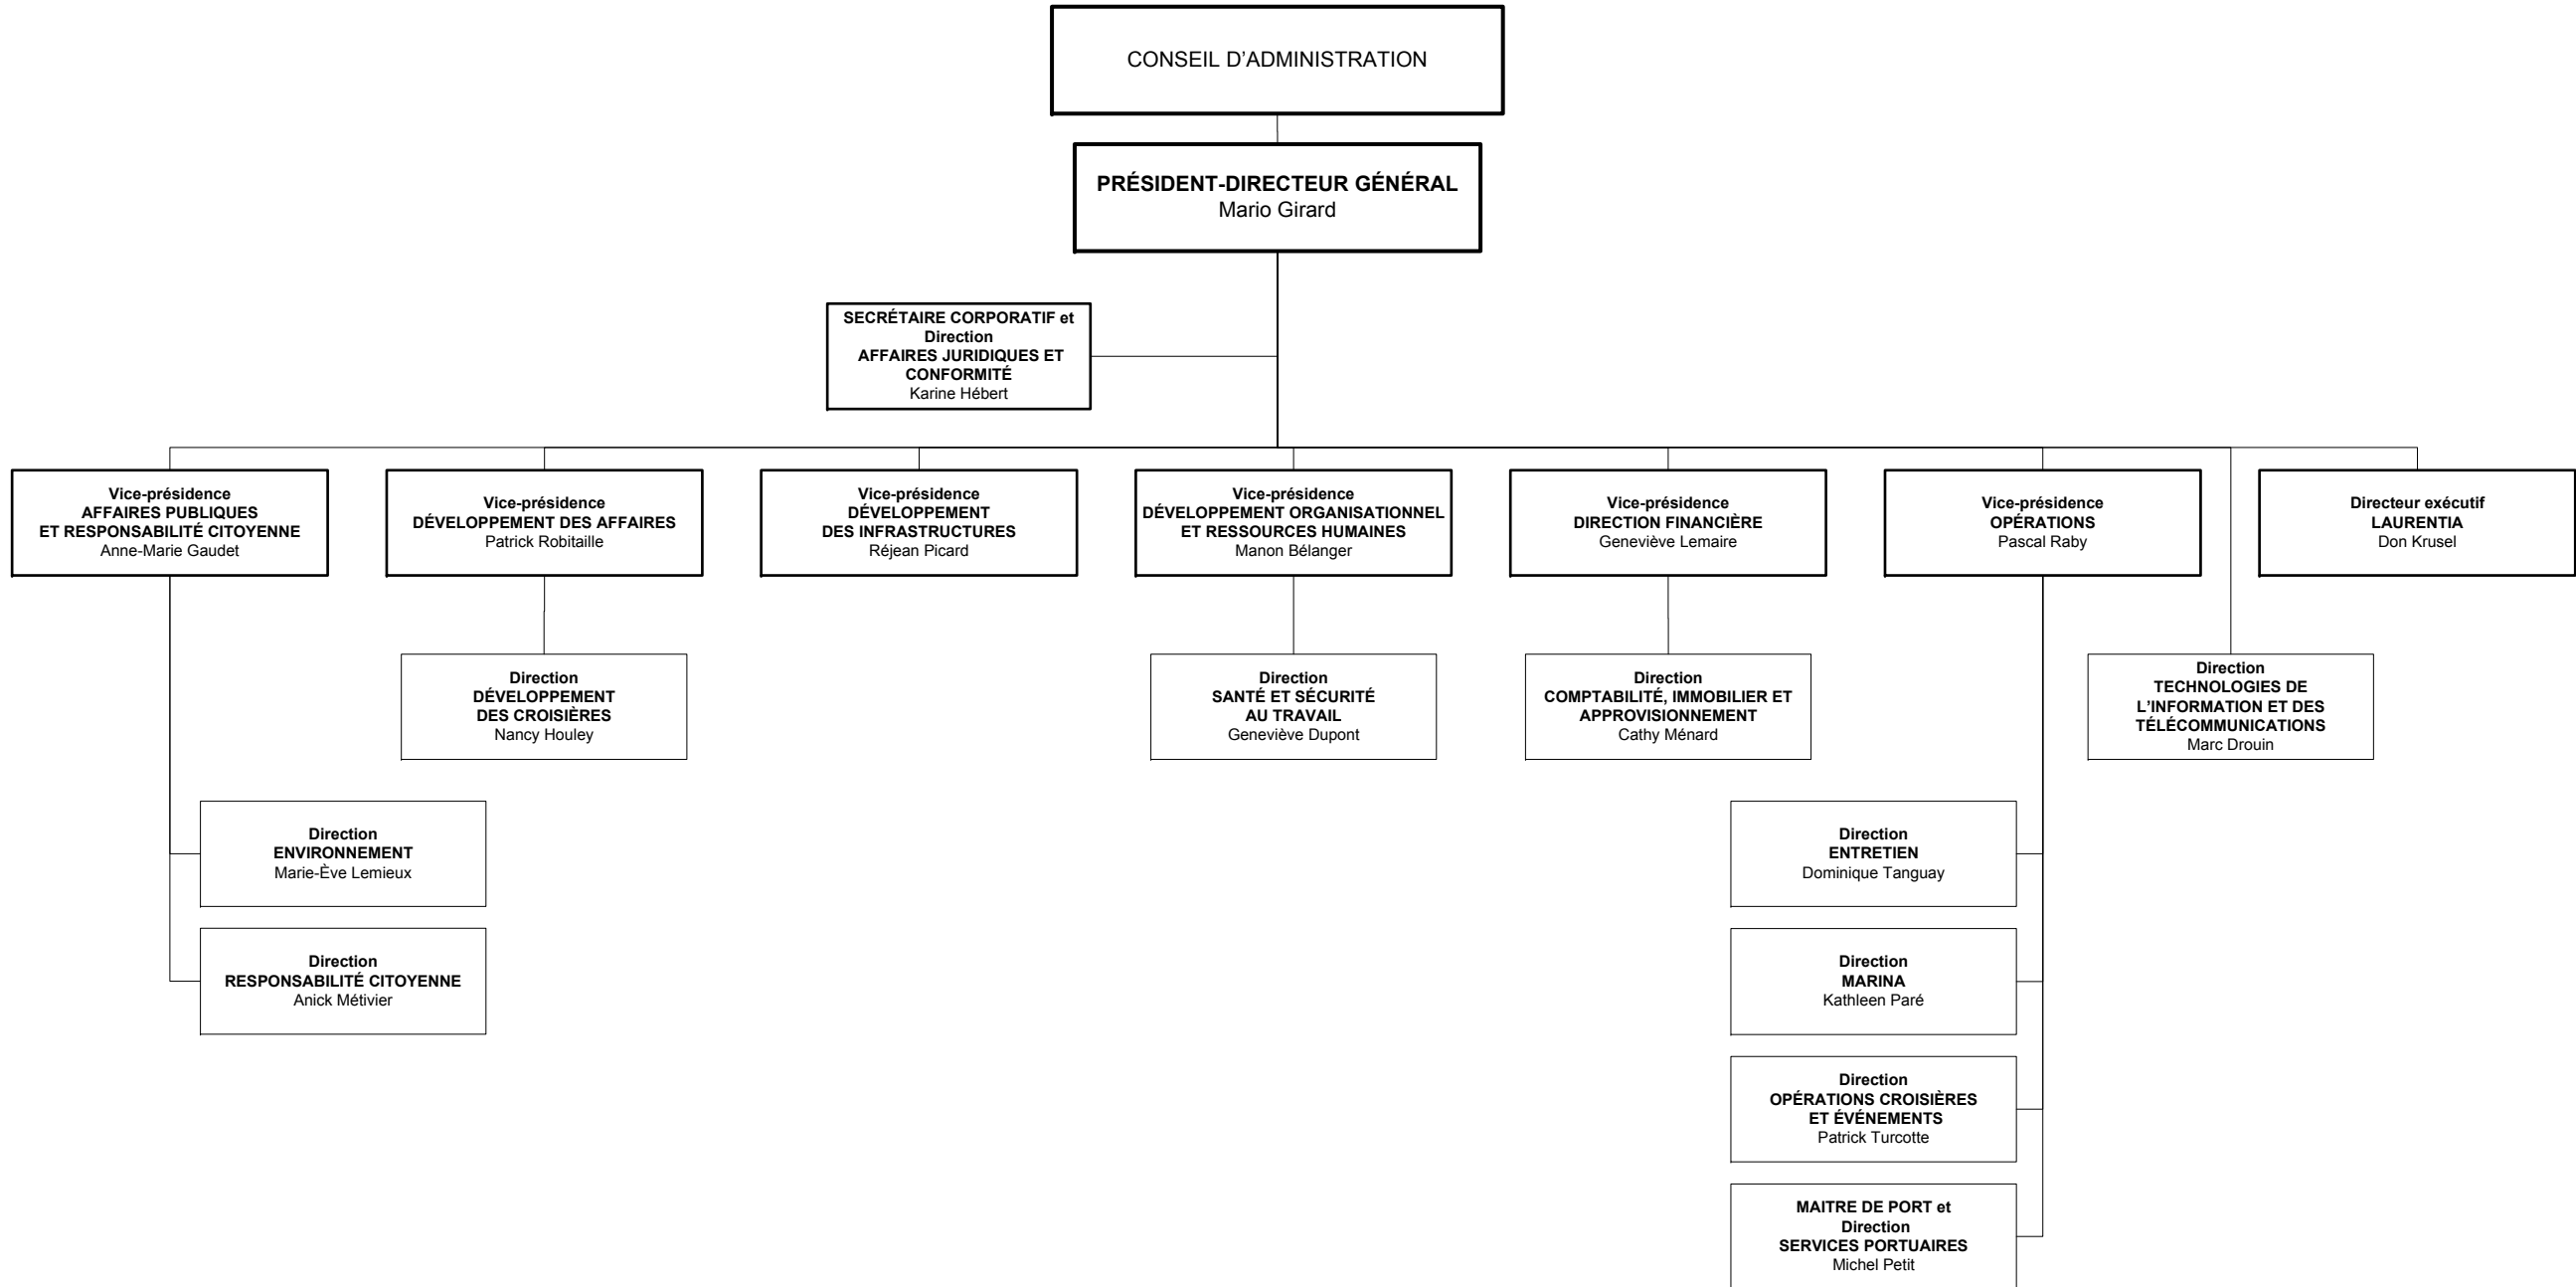 CONSEIL D'ADMINISTRATION
PRÉSIDENT-DIRECTEUR GÉNÉRAL
Mario Girard
SECRÉTAIRE CORPORATIF et
Direction
AFFAIRES JURIDIQUES ET
CONFORMITÉ
Karine Hébert
Vice-présidence
AFFAIRES PUBLIQUES
ET RESPONSABILITÉ CITOYENNE
Anne-Marie Gaudet
Vice-présidence
DÉVELOPPEMENT DES AFFAIRES
Patrick Robitaille
Vice-présidence
DÉVELOPPEMENT
DES INFRASTRUCTURES
Réjean Picard
Vice-présidence
DÉVELOPPEMENT ORGANISATIONNEL
ET RESSOURCES HUMAINES
Manon Bélanger
Vice-présidence
DIRECTION FINANCIÈRE
Geneviève Lemaire
Vice-présidence
OPÉRATIONS
Pascal Raby
Directeur exécutif
LAURENTIA
Don Krusel
Direction
DÉVELOPPEMENT
DES CROISIÈRES
Nancy Houley
Direction
SANTÉ ET SÉCURITÉ
AU TRAVAIL
Geneviève Dupont
Direction
COMPTABILITÉ, IMMOBILIER ET
APPROVISIONNEMENT
Cathy Ménard
Direction
TECHNOLOGIES DE
L'INFORMATION ET DES
TÉLÉCOMMUNICATIONS
Marc Drouin
Direction
ENVIRONNEMENT
Marie-Ève Lemieux
Direction
ENTRETIEN
Dominique Tanguay
Direction
RESPONSABILITÉ CITOYENNE
Anick Métivier
Direction
MARINA
Kathleen Paré
Direction
OPÉRATIONS CROISIÈRES
ET ÉVÉNEMENTS
Patrick Turcotte
MAITRE DE PORT et
Direction
SERVICES PORTUAIRES
Michel Petit